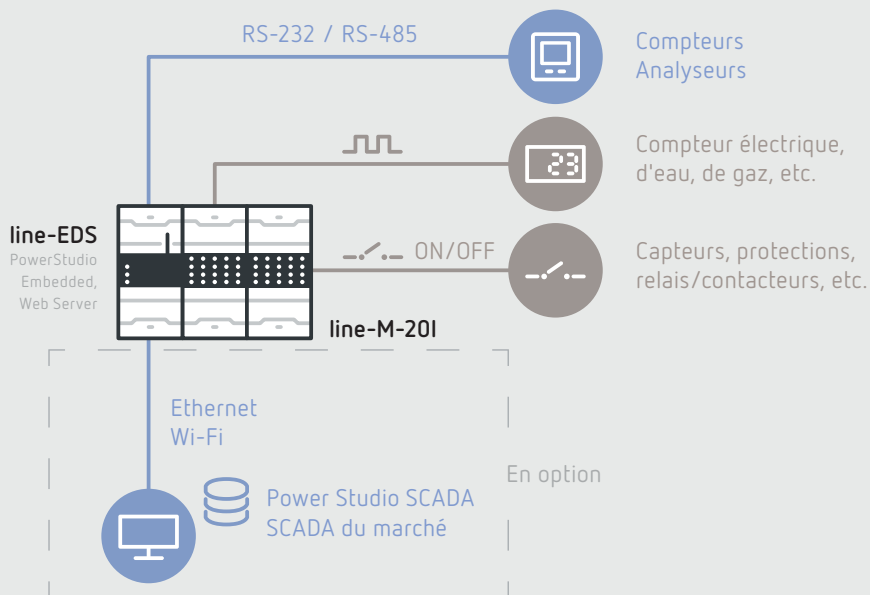 RS-232 / RS-485
Compteurs
Analyseurs
23
Compteur électrique,
d'eau, de gaz, etc.
line-EDS
PowerStudio
Embedded,
Web Server
ON/OFF
Capteurs, protections,
relais/contacteurs, etc.
line-M-20I
Ethernet
Wi-Fi
En option
Power Studio SCADA
SCADA du marché